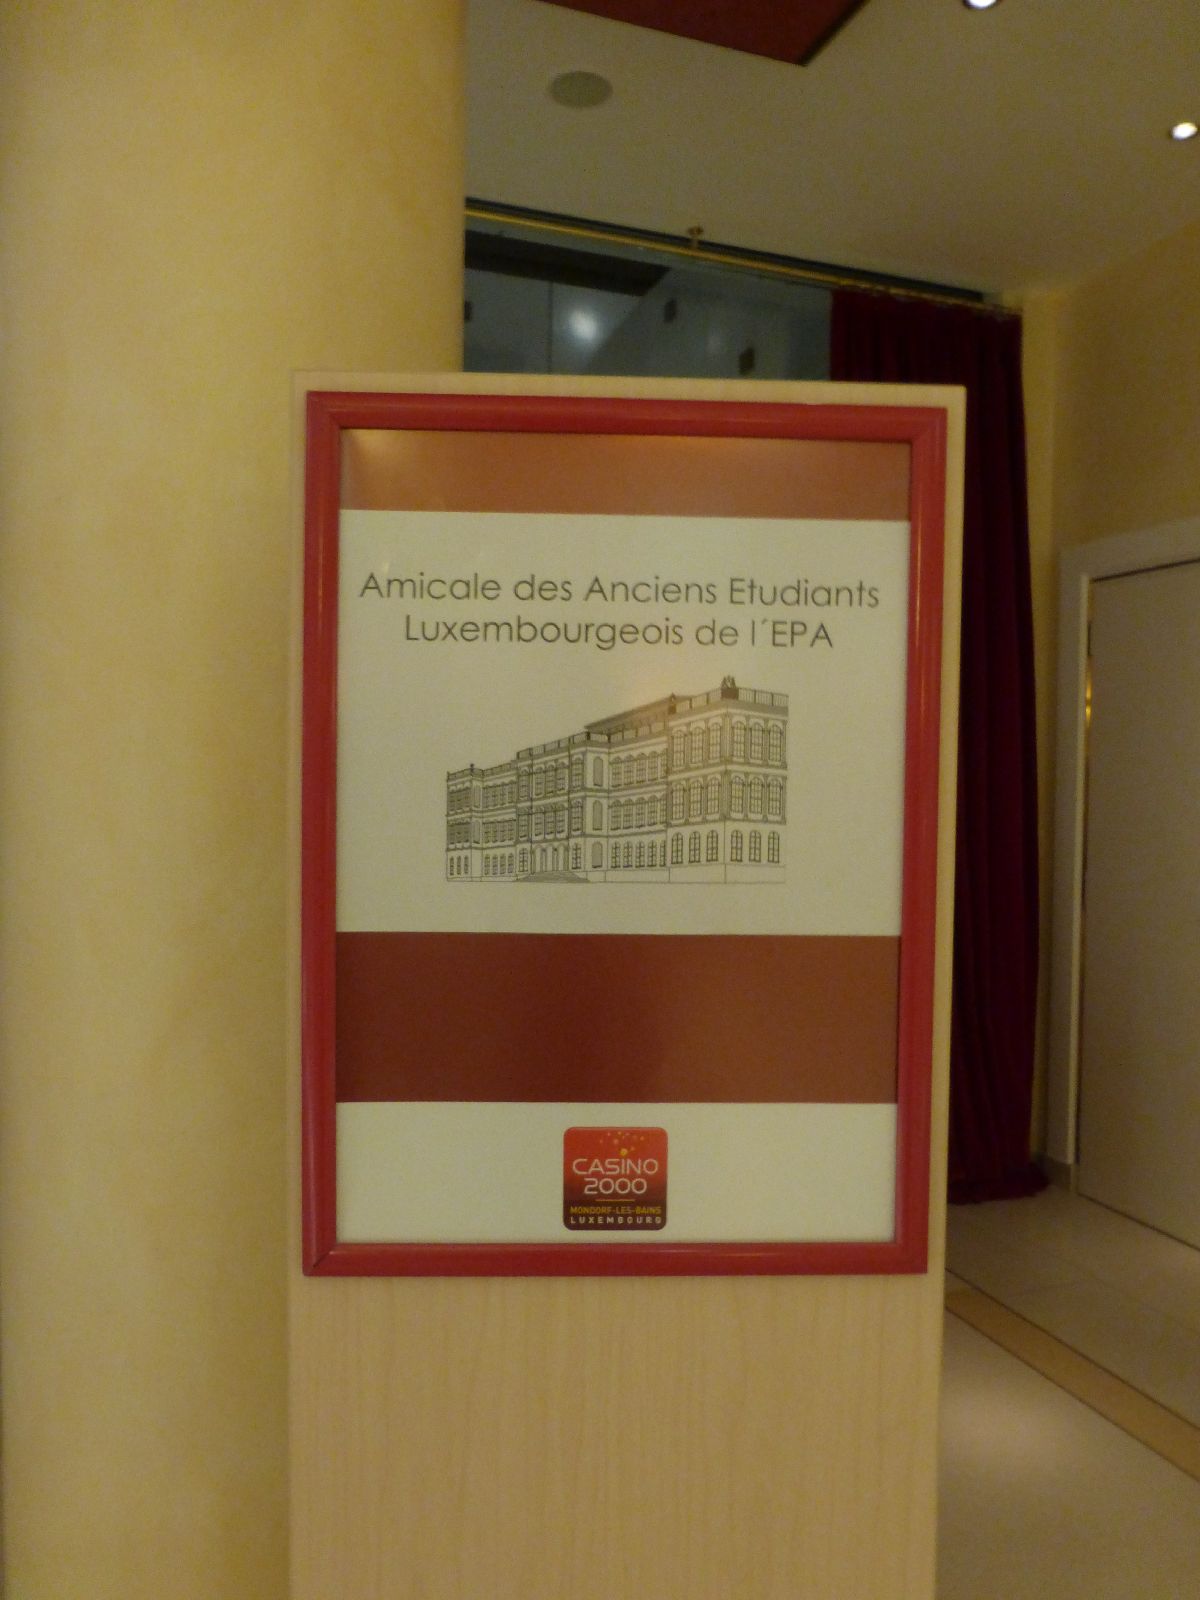 Amicale des Anciens Etudiants
Luxembourgeois de l´EPA
CASINO
2000
MONDORF-LES-BAINS
LUXEMBOURG